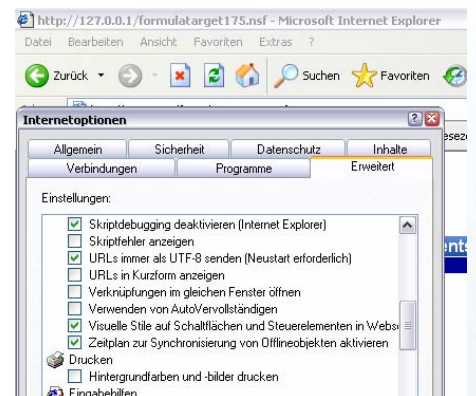 http://127.0.0.1/formulatarget175.nsf - Microsoft Internet Explorer
Datei Bearbeiten Ansicht Favoriten Extras ?
Zurück Suchen Favoriten
Internetoptionen
Allgemein Sicherheit Datenschutz Inhalte
Verbindungen Programme Erweitert
Einstellungen:
Skriptdebugging deaktivieren (Internet Explorer)
Skriptfehler anzeigen
URLs immer als UTF-8 senden (Neustart erforderlich)
URLs in Kurzform anzeigen
Verknüpfungen im gleichen Fenster öffnen
Verwenden von AutoVervollständigen
Visuelle Stile auf Schaltflächen und Steuerelementen in Webs
Zeitplan zur Synchronisierung von Offlineobjekten aktivieren
Drucken
Hintergrundfarben und -bilder drucken
Eingabehilfen